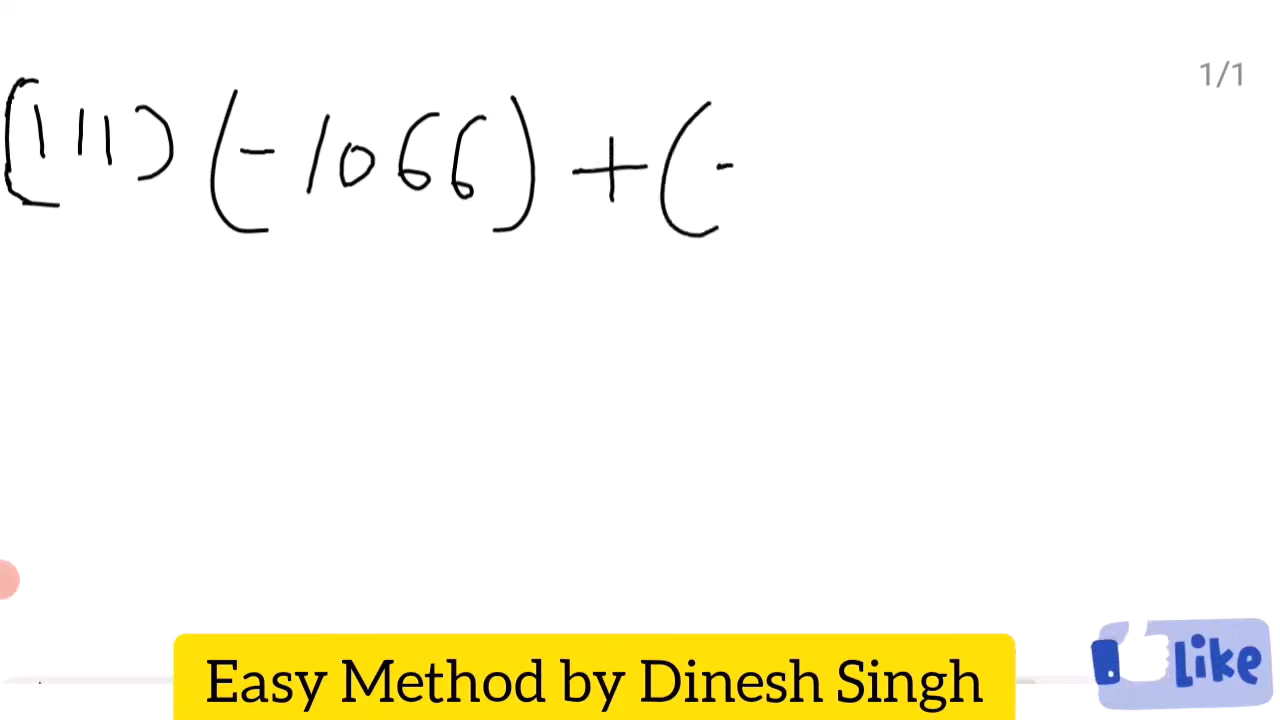 1/1
(111) (-1066) + (-
Easy Method by Dinesh Singh
Like